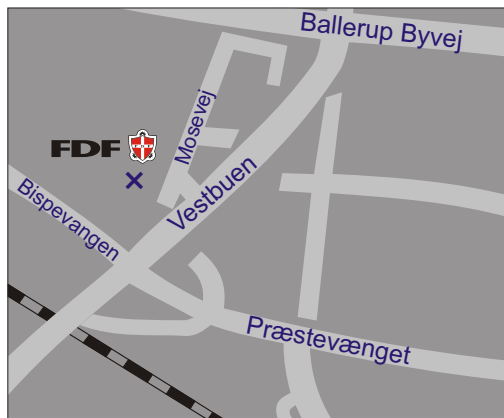 Ballerup Byvej
Mosevej
FDF
Vestbuen
Bispevangen
Præstevænget